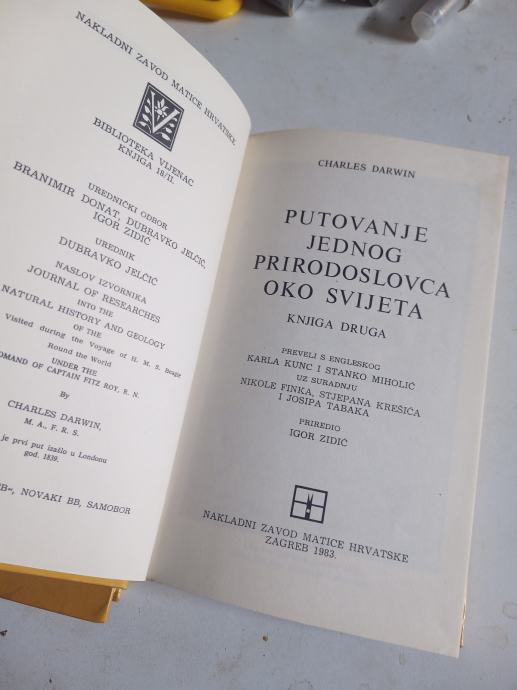 NAKLADNI ZAVOD MATICE HRVATSKE
V
BIBLIOTEKA VIJENAC
KNJIGA 18/II.
UREDNIČKI ODBOR
BRANIMIR DONAT, DUBRAVKO JELČIĆ,
IGOR ZIDIĆ
UREDNIK
DUBRAVKO JELČIĆ
NASLOV IZVORNIKA
JOURNAL OF RESEARCHES
INTO THE
NATURAL HISTORY AND GEOLOGY
OF THE
Visited during the Voyage of H. M. S. Beagle
Round the World
UNDER THE
OMAND OF CAPTAIN FITZ ROY, R. N.
By
CHARLES DARWIN,
M. A., F. R. S.
je prvi put izašlo u Londonu
god. 1839.
EB«, NOVAKI BB, SAMOBOR
CHARLES DARWIN
PUTOVANJE
JEDNOG
PRIRODOSLOVCA
OKO SVIJETA
KNJIGA DRUGA
PREVELI S ENGLESKOG
KARLA KUNC I STANKO MIHOLIĆ
UZ SURADNJU
NIKOLE FINKA, STJEPANA KREŠIĆA
I JOSIPA TABAKA
PRIREDIO
IGOR ZIDIĆ
NAKLADNI ZAVOD MATICE HRVATSKE
ZAGREB 1983.